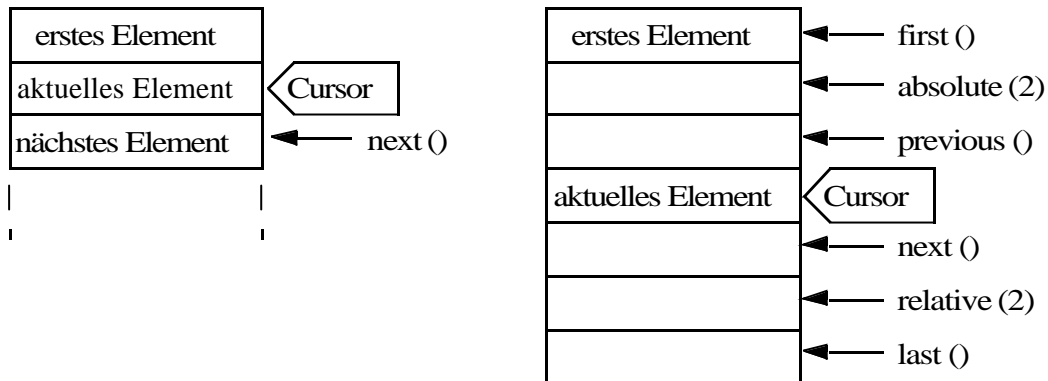 erstes Element
aktuelles Element
Cursor
nächstes Element
next ()
erstes Element
first ()
absolute (2)
previous ()
aktuelles Element
Cursor
next ()
relative (2)
last ()